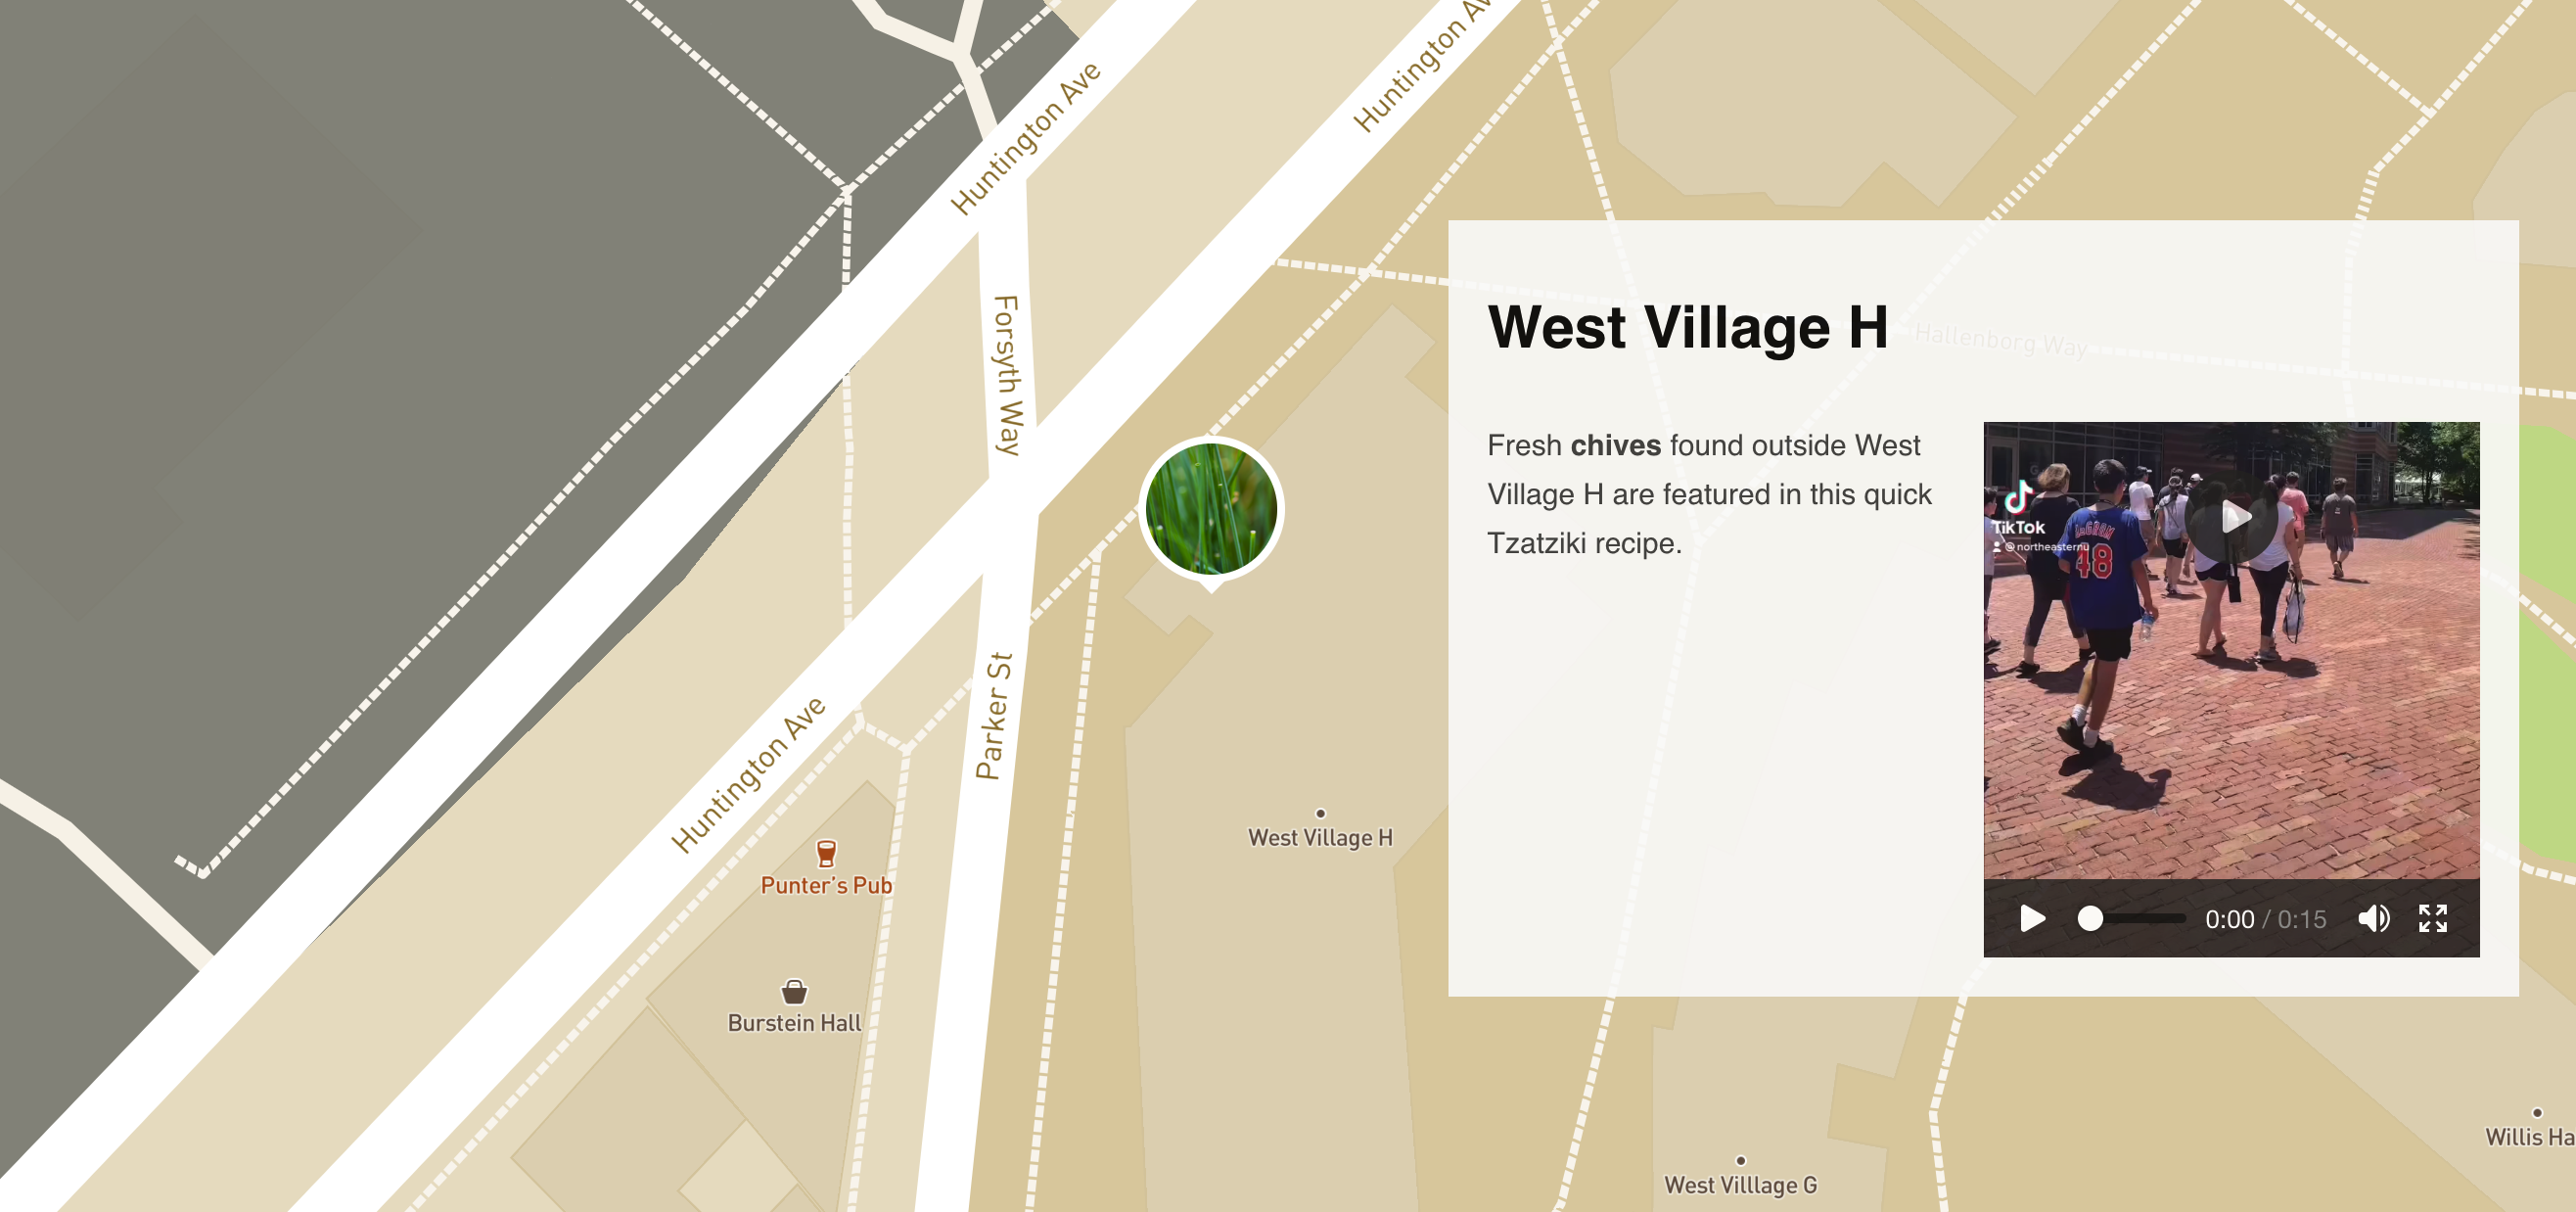 Huntington Ave
Huntington Av
Forsyth Way
Parker St
Huntington Ave
Punter's Pub
Burstein Hall
West Village H
West Village H
Hallenborg Way
Fresh chives found outside West
Village H are featured in this quick
Tzatziki recipe.
TikTok
@northeasternu
48
0:00 / 0:15
West Villlage G
Willis Ha